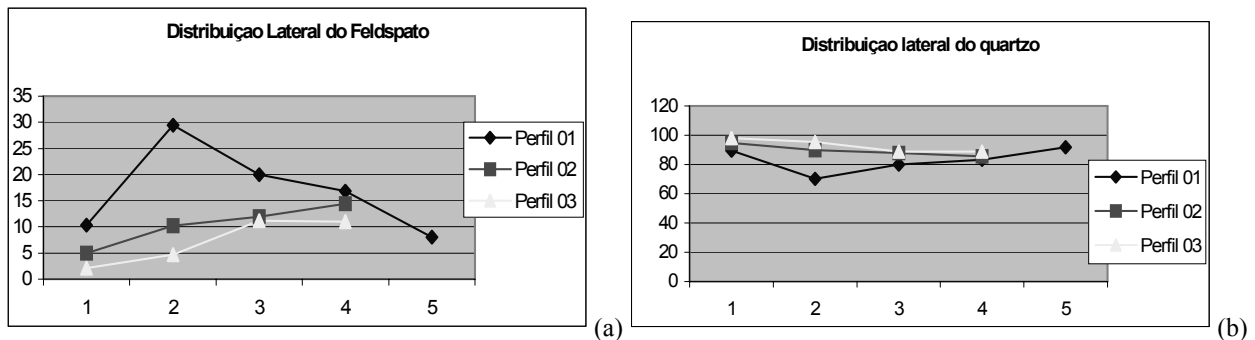 Distribuiçao Lateral do Feldspato
35
30
25
20
15
10
5
0
1 2 3 4 5
Perfil 01
Perfil 02
Perfil 03
(a)
Distribuiçao lateral do quartzo
120
100
80
60
40
20
0
1 2 3 4 5
Perfil 01
Perfil 02
Perfil 03
(b)